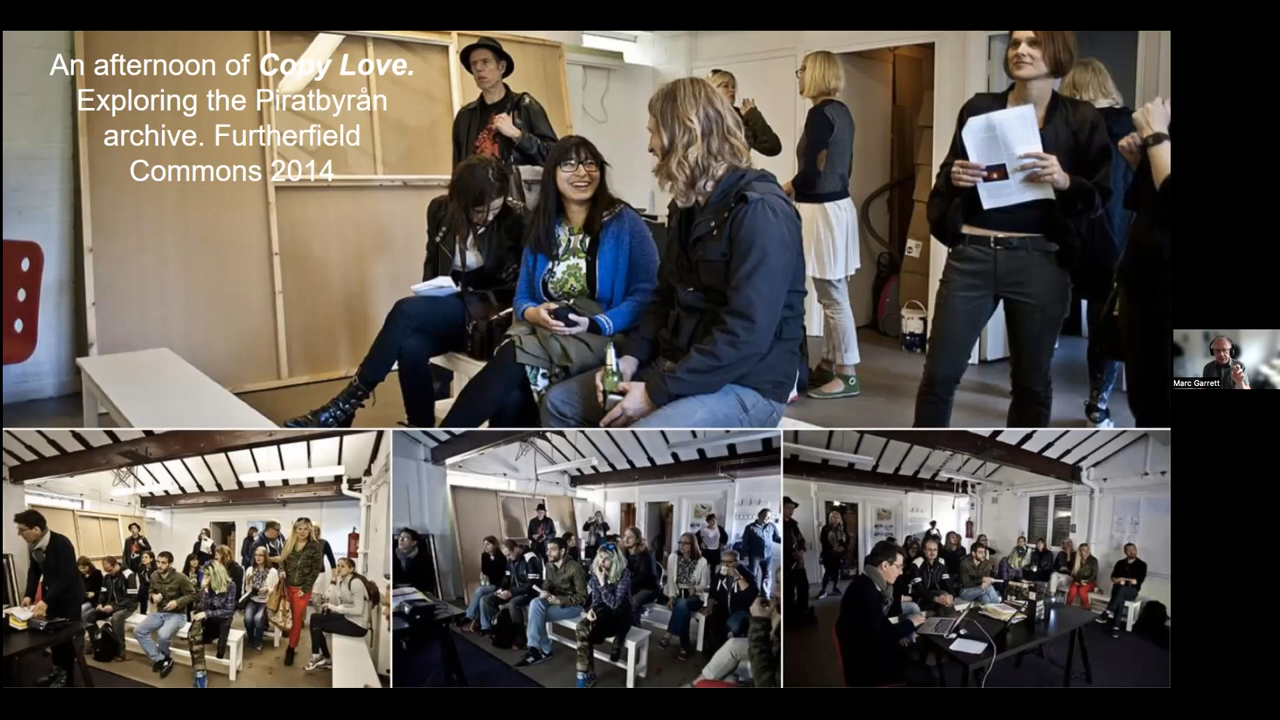 An afternoon of Copy Love.
Exploring the Piratbyrån
archive. Furtherfield
Commons 2014
Marc Garrett